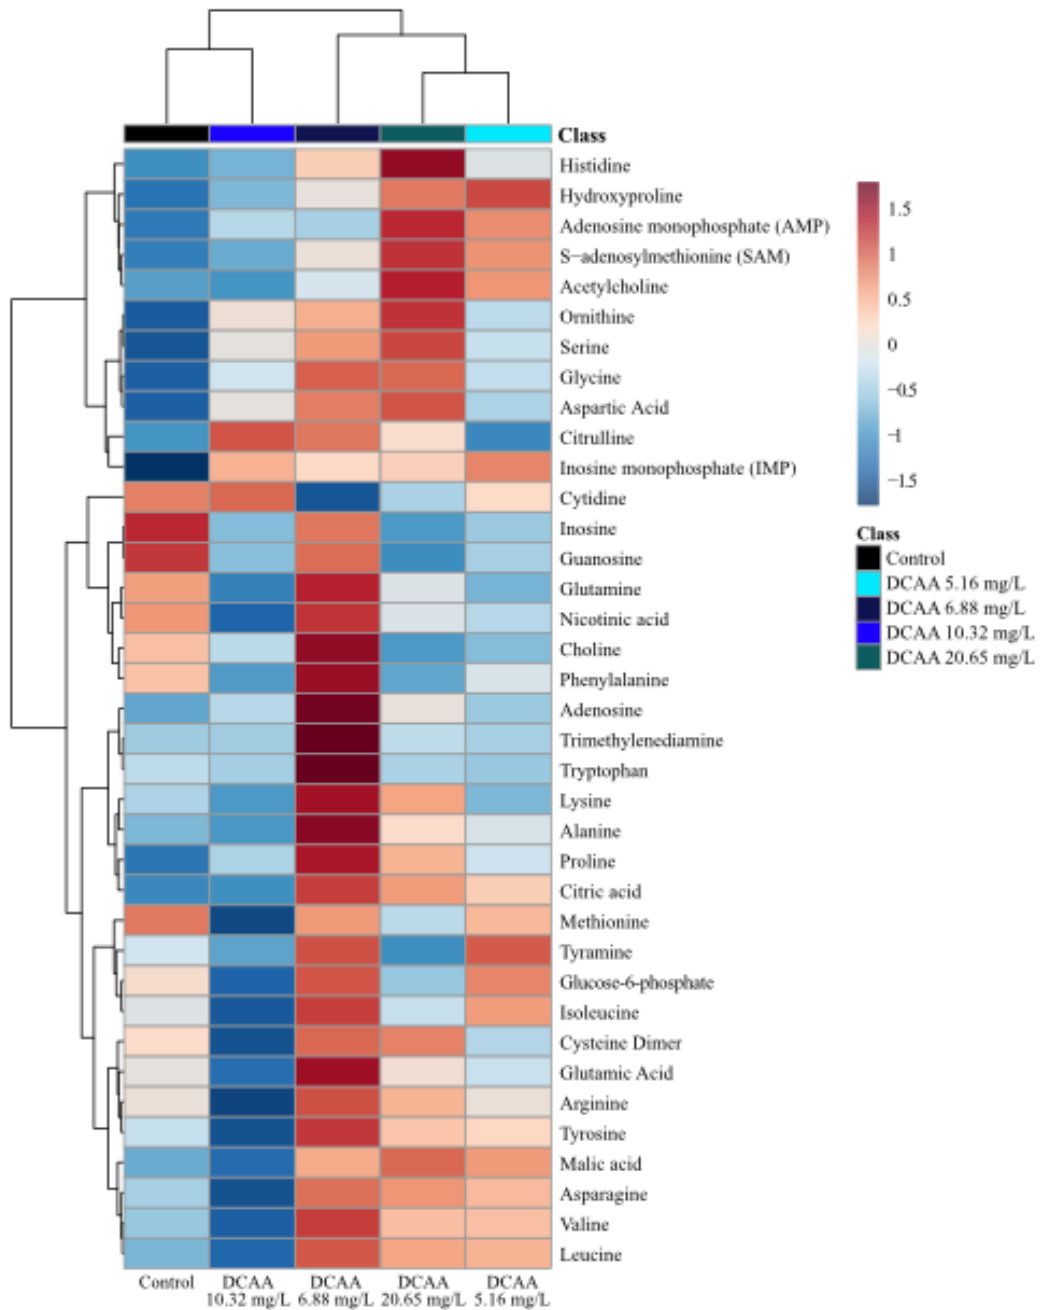 Class
Histidine
Hydroxyproline
Adenosine monophosphate (AMP)
S−adenosylmethionine (SAM)
Acetylcholine
Ornithine
Serine
Glycine
Aspartic Acid
Citrulline
Inosine monophosphate (IMP)
Cytidine
Inosine
Guanosine
Glutamine
Nicotinic acid
Choline
Phenylalanine
Adenosine
Trimethylenediamine
Tryptophan
Lysine
Alanine
Proline
Citric acid
Methionine
Tyramine
Glucose-6-phosphate
Isoleucine
Cysteine Dimer
Glutamic Acid
Arginine
Tyrosine
Malic acid
Asparagine
Valine
Leucine
1.5
1
0.5
0
−0.5
−1
−1.5
Class
Control
DCAA 5.16 mg/L
DCAA 6.88 mg/L
DCAA 10.32 mg/L
DCAA 20.65 mg/L
Control
DCAA
10.32 mg/L
DCAA
6.88 mg/L
DCAA
20.65 mg/L
DCAA
5.16 mg/L